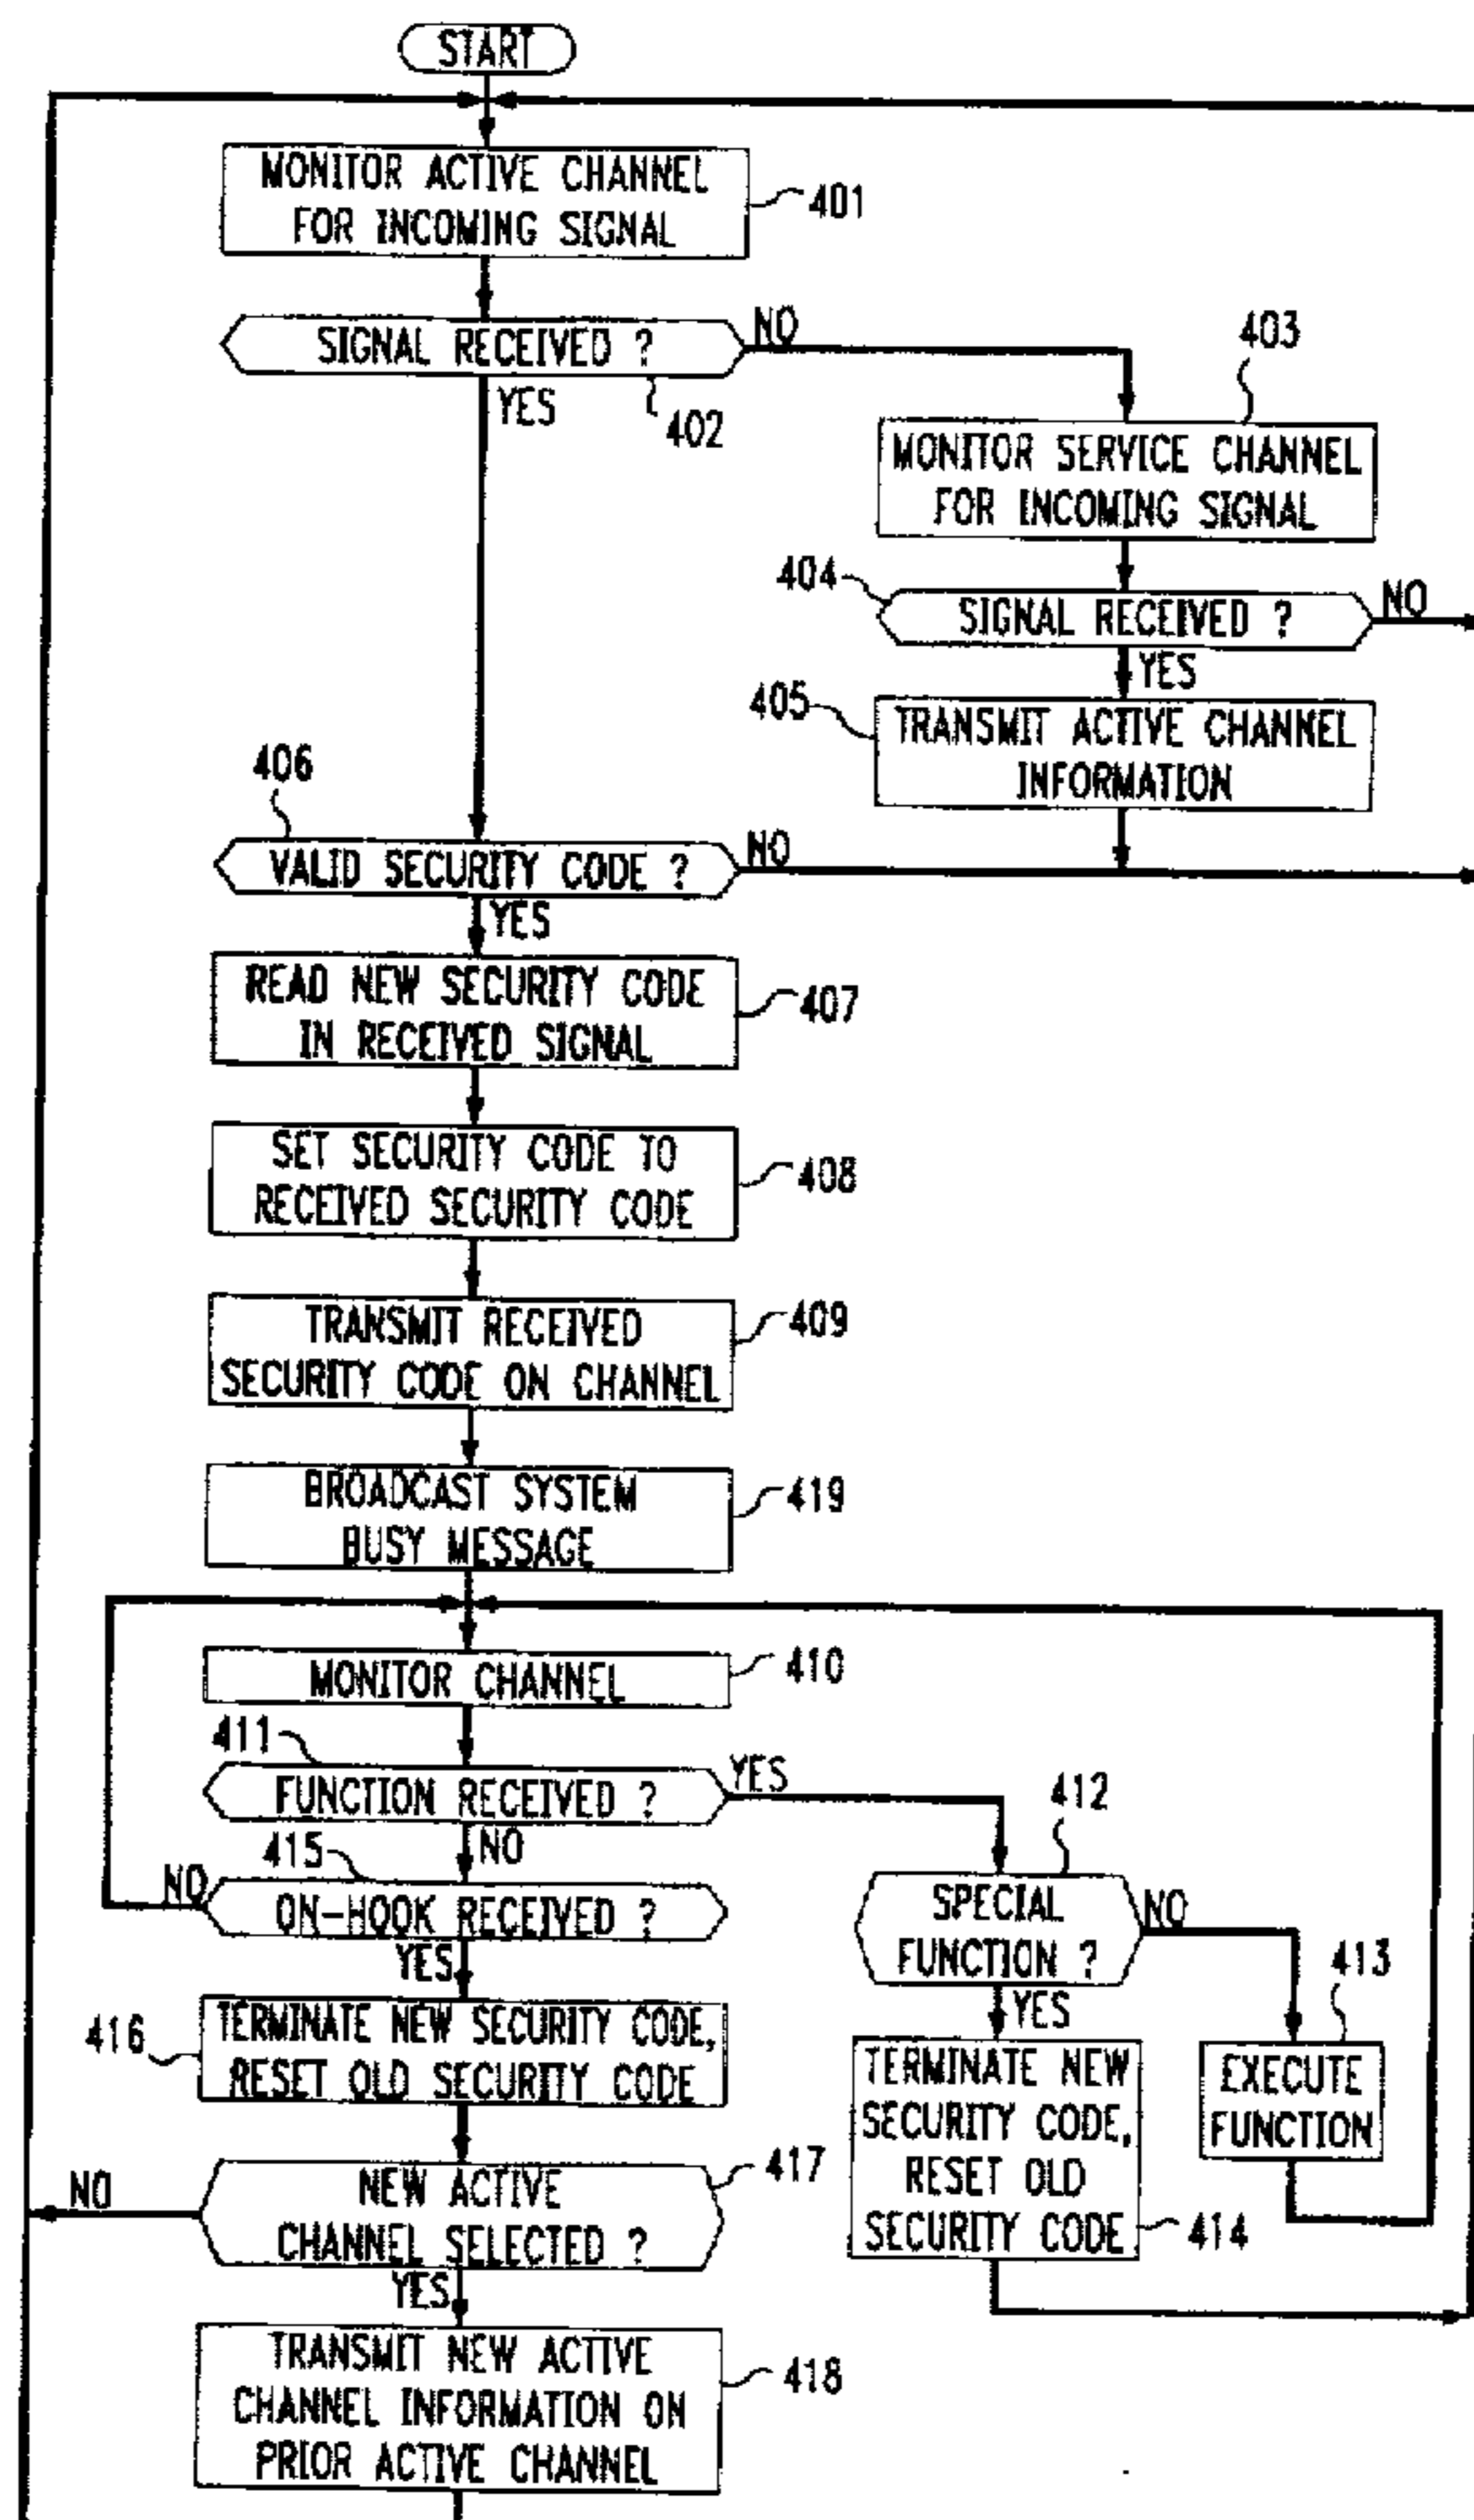 START
MONITOR ACTIVE CHANNEL
FOR INCOMING SIGNAL
401
SIGNAL RECEIVED ?
NO
YES
402
403
MONITOR SERVICE CHANNEL
FOR INCOMING SIGNAL
404
SIGNAL RECEIVED ?
NO
YES
405
TRANSMIT ACTIVE CHANNEL
INFORMATION
406
VALID SECURITY CODE ?
NO
YES
READ NEW SECURITY CODE
IN RECEIVED SIGNAL
407
SET SECURITY CODE TO
RECEIVED SECURITY CODE
408
TRANSMIT RECEIVED
SECURITY CODE ON CHANNEL
409
BROADCAST SYSTEM
BUSY MESSAGE
419
MONITOR CHANNEL
410
411
FUNCTION RECEIVED ?
YES
NO
412
SPECIAL
FUNCTION ?
NO
YES
413
EXECUTE
FUNCTION
415
ON-HOOK RECEIVED ?
NO
YES
416
TERMINATE NEW SECURITY CODE,
RESET OLD SECURITY CODE
TERMINATE NEW
SECURITY CODE,
RESET OLD
SECURITY CODE
414
417
NEW ACTIVE
CHANNEL SELECTED ?
NO
YES
TRANSMIT NEW ACTIVE
CHANNEL INFORMATION ON
PRIOR ACTIVE CHANNEL
418